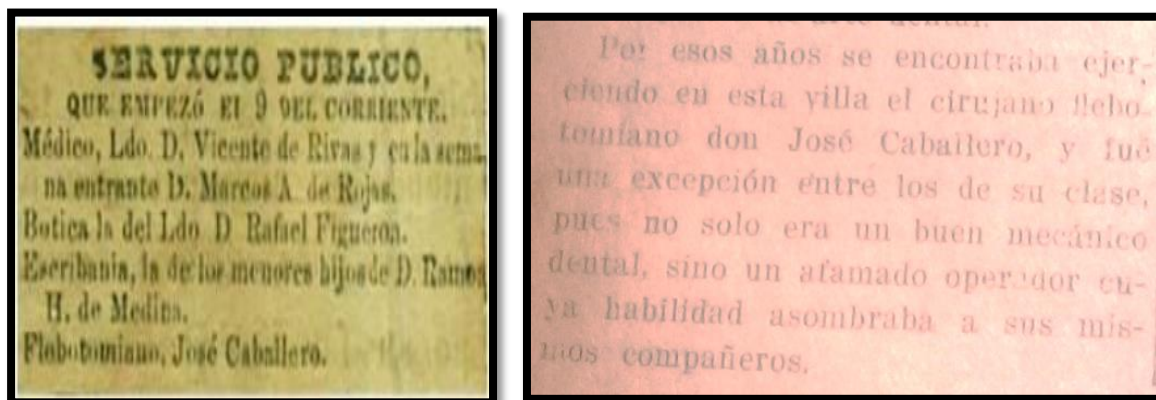 SERVICIO PUBLICO,
QUE EMPEZÓ EL 9 DEL CORRIENTE.
Médico, Ldo. D. Vicente de Rivas y en la sema
na entrante D. Marcos A. de Rojas.
Botica la del Ldo D Rafael Figueroa.
Escribania, la de los menores hijos de D. Ramon
H. de Medina.
Flebotomiano, José Caballero.
arte dental.
Por esos años se encontraba ejer-
ciendo en esta villa el cirujano flebo
tomiano don José Caballero, y fué
una excepción entre los de su clase,
pues no solo era un buen mecánico
dental, sino un afamado operador cu-
ya habilidad asombraba a sus mis-
mos compañeros.